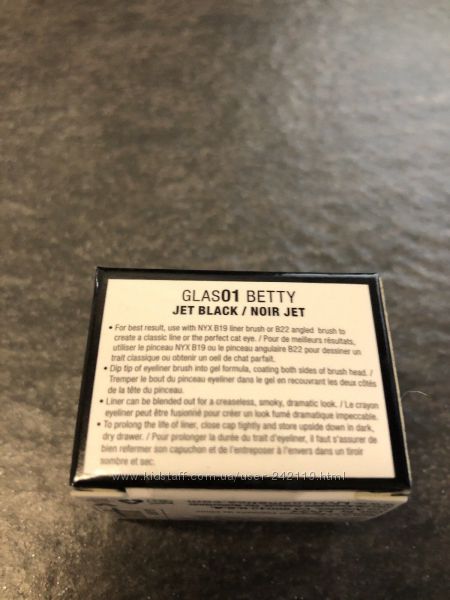 GLAS01 BETTY
JET BLACK / NOIR JET
• For best result, use with NYX B19 liner brush or B22 angled brush to
create a classic line or the perfect cat eye. / Pour de meilleurs résultats,
utiliser le pinceau NYX B19 ou le pinceau angulaire B22 pour dessiner un
trait classique ou obtenir un oeil de chat parfait.
• Dip tip of eyeliner brush into gel formula, coating both sides of brush head. /
Tremper le bout du pinceau eyeliner dans le gel en recouvrant les deux côtés
de la tête du pinceau.
• Liner can be blended out for a creaseless, smoky, dramatic look. / Le crayon
eyeliner peut être fusionné pour créer un look fumé dramatique impeccable.
• To prolong the life of liner, close cap tightly and store upside down in dark,
dry drawer. / Pour prolonger la durée du trait d'eyeliner, il faut s'assurer de
bien refermer son capuchon et de l'entreposer à l'envers dans un tiroir
sombre et sec.
www.kidstaff.com.ua/user-242119.html